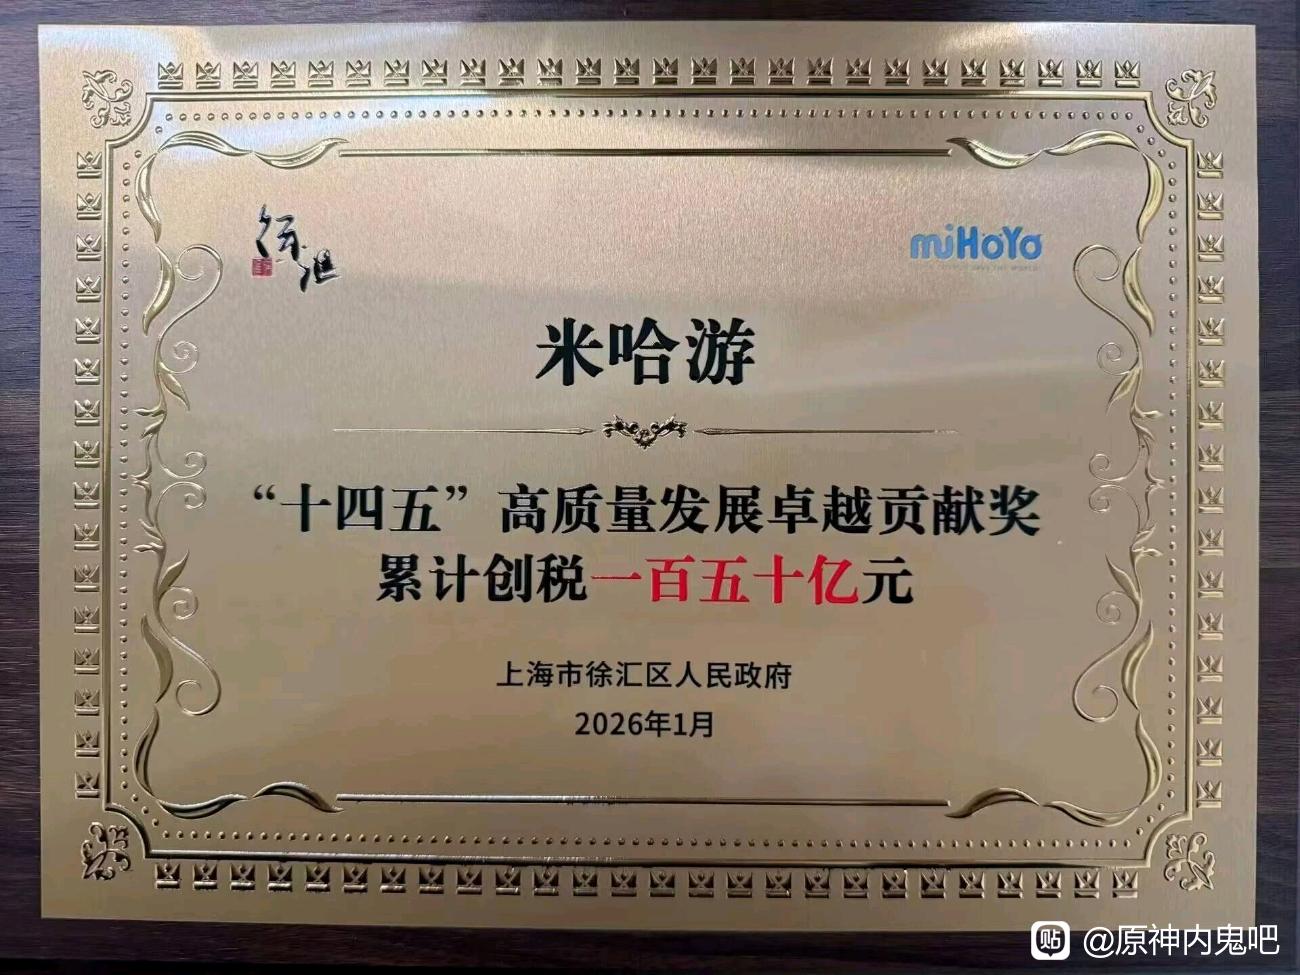 徐汇
miHoYo
米哈游
“十四五”高质量发展卓越贡献奖
累计创税一百五十亿元
上海市徐汇区人民政府
2026年1月
贴 @原神内鬼吧